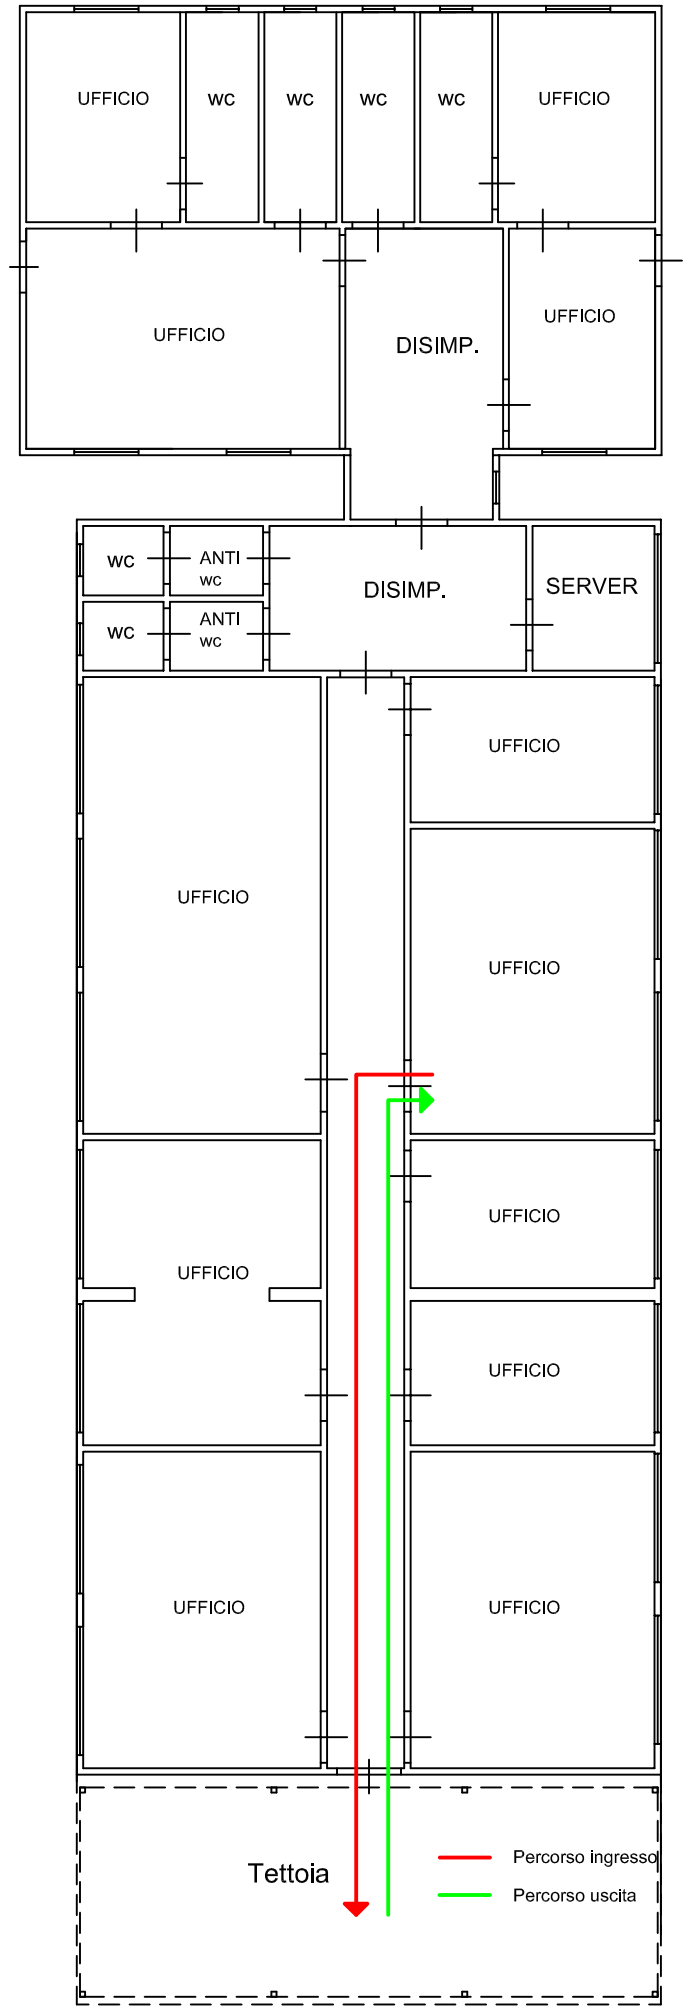 UFFICIO
wc
wc
wc
wc
UFFICIO
UFFICIO
DISIMP.
UFFICIO
wc
ANTI
wc
DISIMP.
SERVER
wc
ANTI
wc
UFFICIO
UFFICIO
UFFICIO
UFFICIO
UFFICIO
UFFICIO
UFFICIO
UFFICIO
Tettoia
Percorso ingresso
Percorso uscita